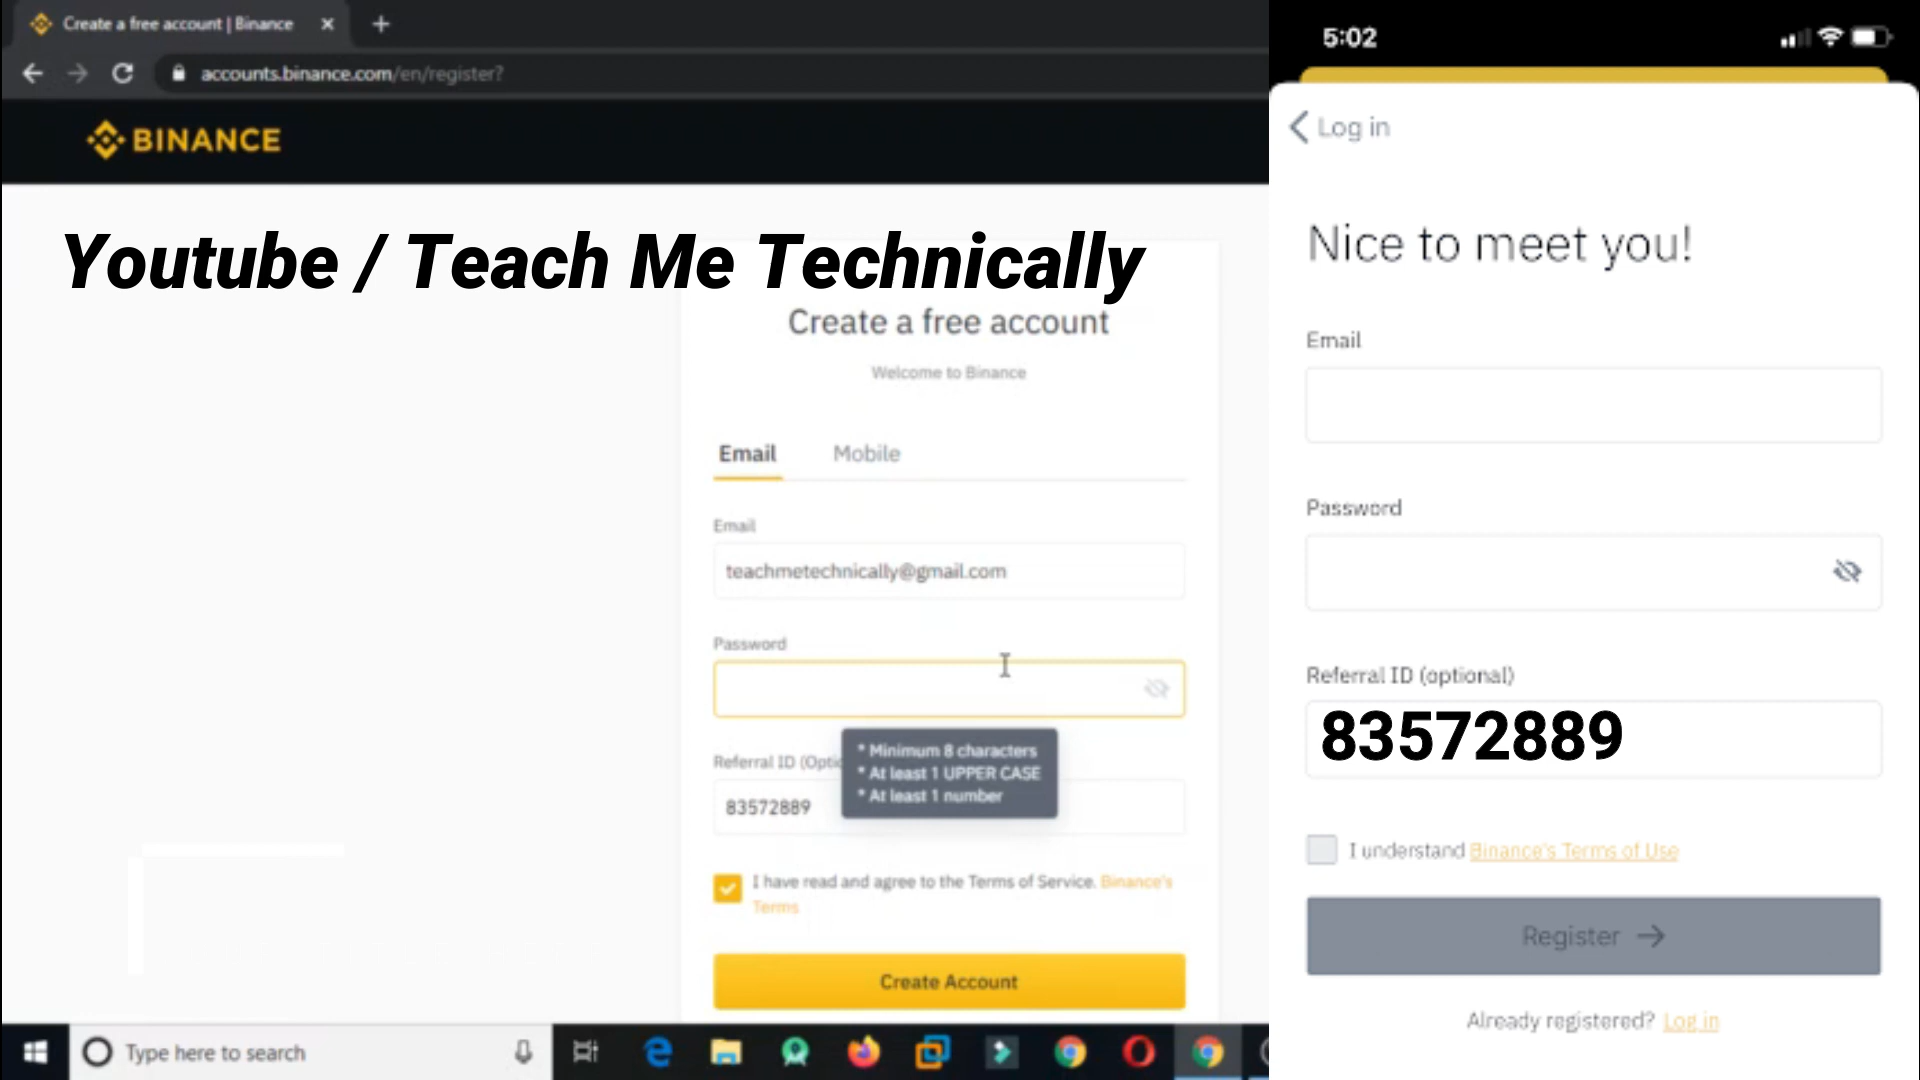 Create a free account | Binance
accounts.binance.com/en/register?
BINANCE
Youtube / Teach Me Technically
Create a free account
Welcome to Binance
Email
Mobile
Email
teachmetechnically@gmail.com
Password
* Minimum 8 characters
* At least 1 UPPER CASE
* At least 1 number
Referral ID (Optio
83572889
I have read and agree to the Terms of Service. Binance's
Terms
Create Account
Type here to search
5:02
Log in
Nice to meet you!
Email
Password
Referral ID (optional)
83572889
I understand Binance's Terms of Use
Register →
Already registered? Log in